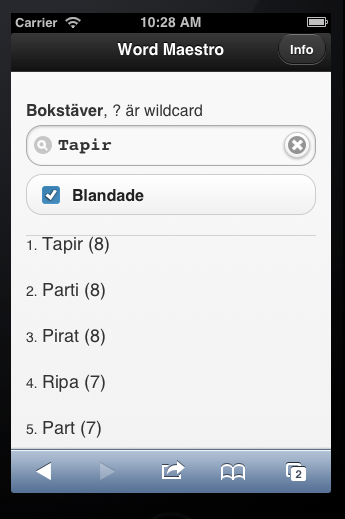 Carrier 10:28 AM
Word Maestro Info
Bokstäver, ? är wildcard
Tapir
Blandade
1. Tapir (8)
2. Parti (8)
3. Pirat (8)
4. Ripa (7)
5. Part (7)
2